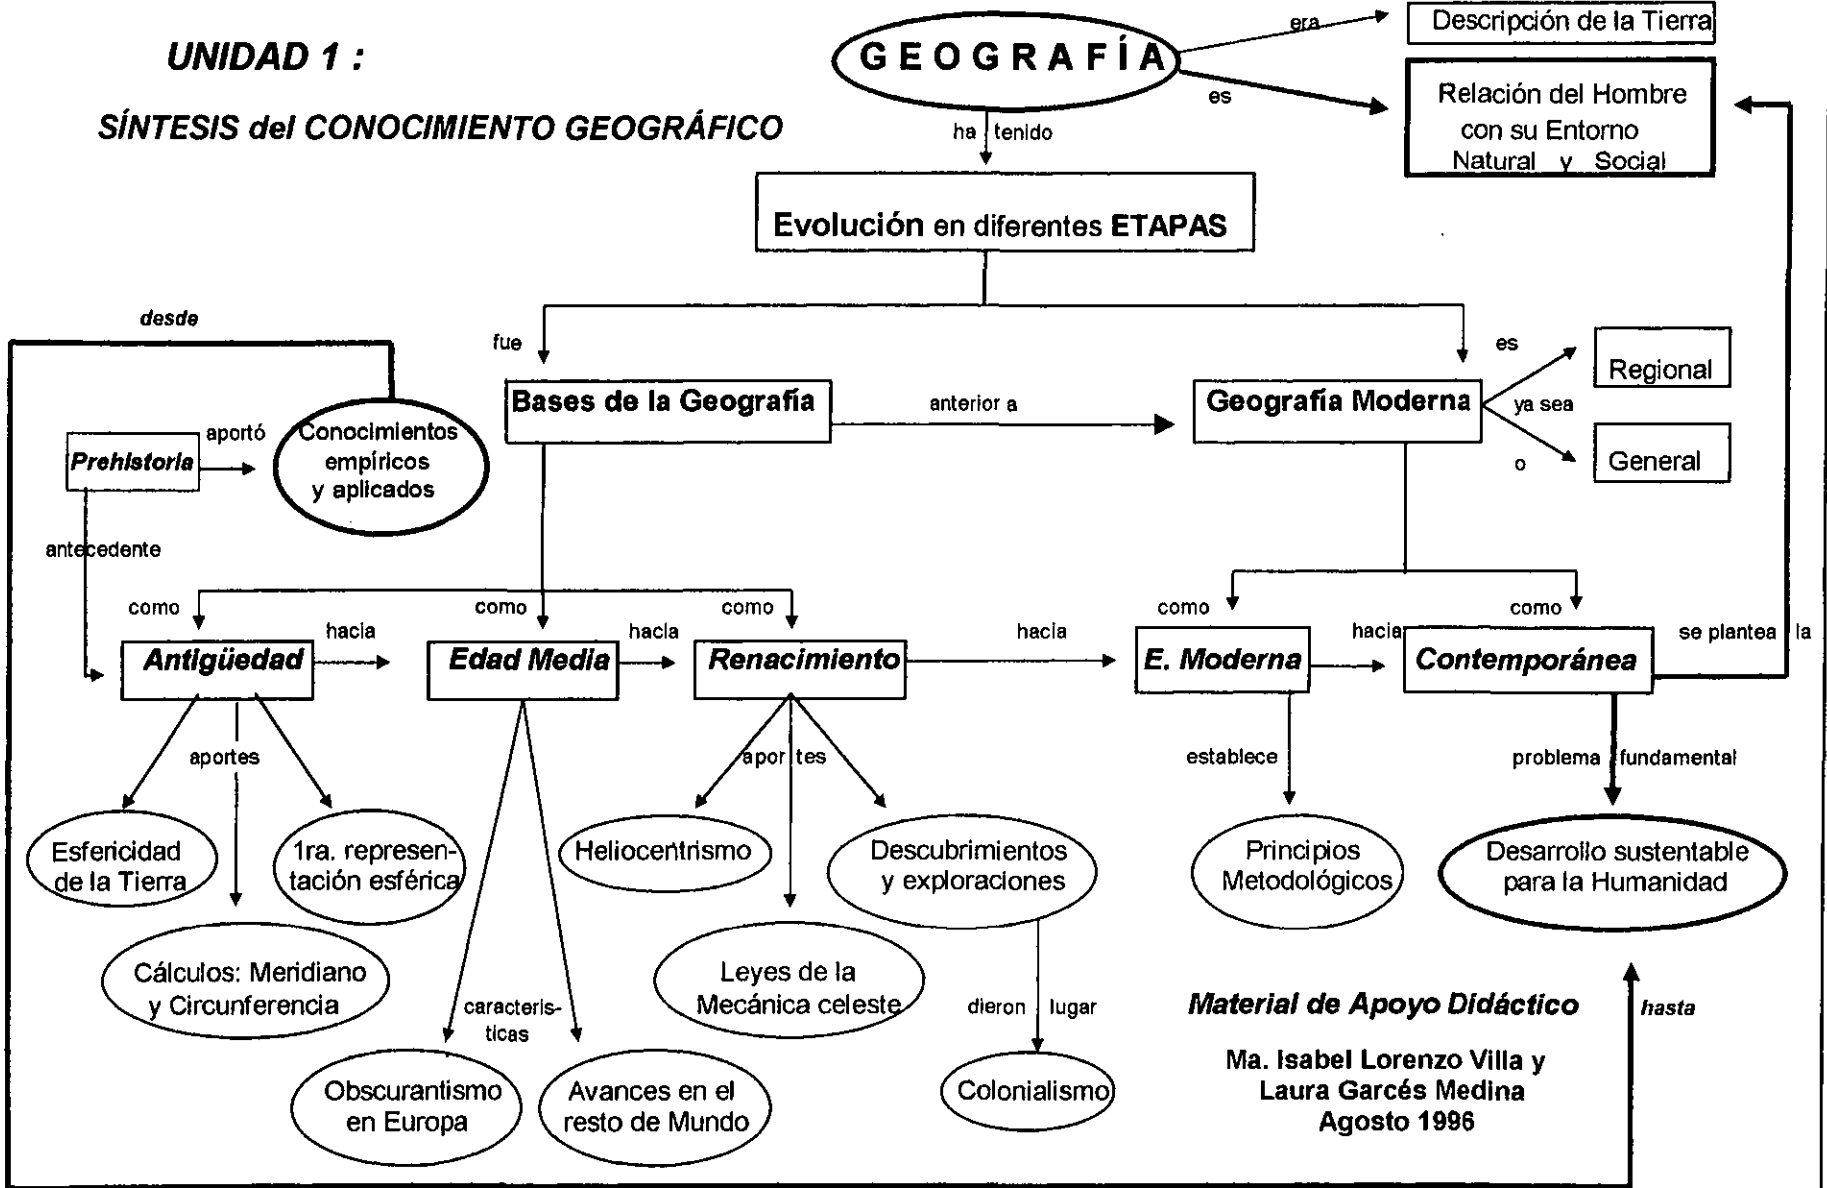 UNIDAD 1 :
SÍNTESIS del CONOCIMIENTO GEOGRÁFICO
GEOGRAFÍA
era
Descripción de la Tierra
es
Relación del Hombre
con su Entorno
Natural y Social
ha tenido
Evolución en diferentes ETAPAS
desde
fue
Bases de la Geografía
anterior a
Geografía Moderna
es
ya sea
o
Regional
General
Prehistoria
aportó
Conocimientos
empíricos
y aplicados
antecedente
como
como
como
como
como
Antigüedad
hacia
Edad Media
hacia
Renacimiento
hacia
E. Moderna
hacia
Contemporánea
se plantea la
aportes
aportes
establece
problema fundamental
Esfericidad
de la Tierra
1ra. represen-
tación esférica
Heliocentrismo
Descubrimientos
y exploraciones
Principios
Metodológicos
Desarrollo sustentable
para la Humanidad
Cálculos: Meridiano
y Circunferencia
caracteris-
ticas
Leyes de la
Mecánica celeste
dieron lugar
Obscurantismo
en Europa
Avances en el
resto de Mundo
Colonialismo
Material de Apoyo Didáctico
hasta
Ma. Isabel Lorenzo Villa y
Laura Garcés Medina
Agosto 1996